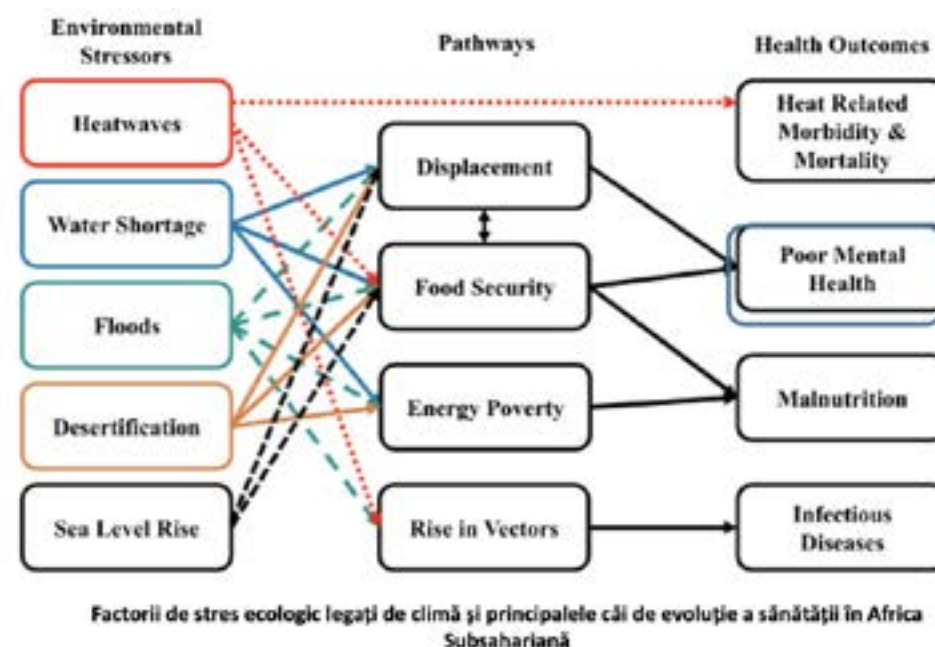 Environmental
Stressors
Pathways
Health Outcomes
Heatwaves
Heat Related
Morbidity &
Mortality
Displacement
Water Shortage
Poor Mental
Health
Food Security
Floods
Malnutrition
Energy Poverty
Desertification
Sea Level Rise
Rise in Vectors
Infectious
Diseases
Factorii de stres ecologic legați de climă și principalele căi de evoluție a sănătății în Africa
Subsahariană